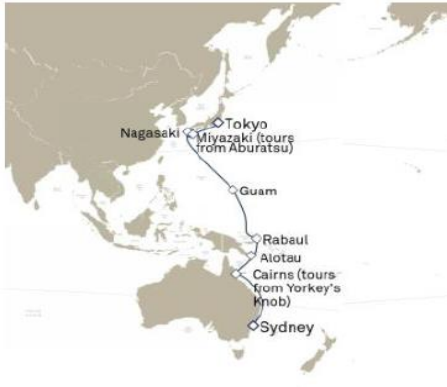 Tokyo
Nagasaki
Miyazaki (tours
from Aburatsu)
Guam
Rabaul
Alotau
Cairns (tours
from Yorkey's
Knob)
Sydney